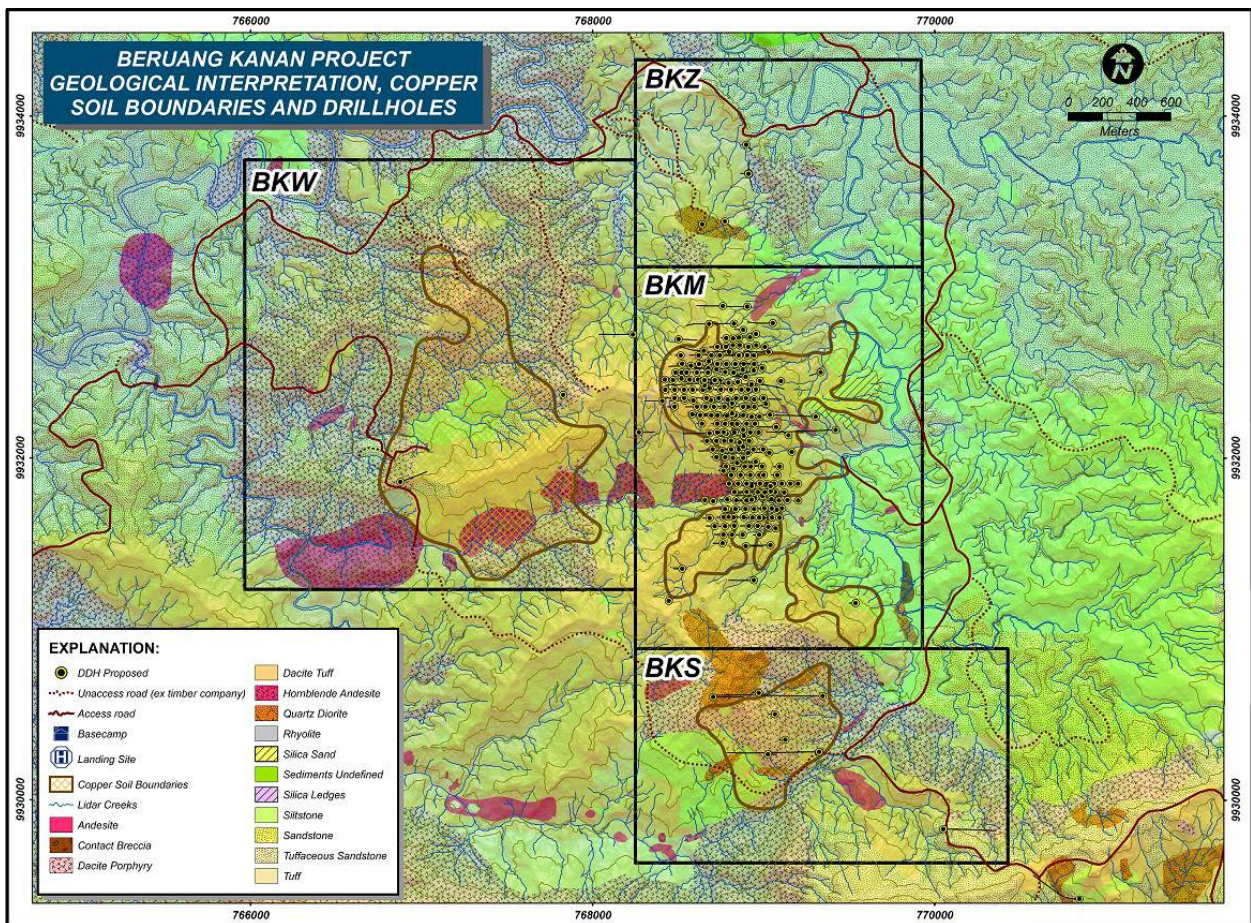 766000
768000
770000
BERUANG KANAN PROJECT
GEOLOGICAL INTERPRETATION, COPPER
SOIL BOUNDARIES AND DRILLHOLES
BKZ
N
0 200 400 600
Meters
9934000
9934000
BKW
BKM
9932000
9932000
BKS
9930000
9930000
EXPLANATION:
DDH Proposed
Unaccess road (ex timber company)
Access road
Basecamp
H Landing Site
Copper Soil Boundaries
Lidar Creeks
Andesite
Contact Breccia
Dacite Porphyry
Dacite Tuff
Hornblende Andesite
Quartz Diorite
Rhyolite
Silica Sand
Sediments Undefined
Silica Ledges
Siltstone
Sandstone
Tuffaceous Sandstone
Tuff
766000
768000
770000